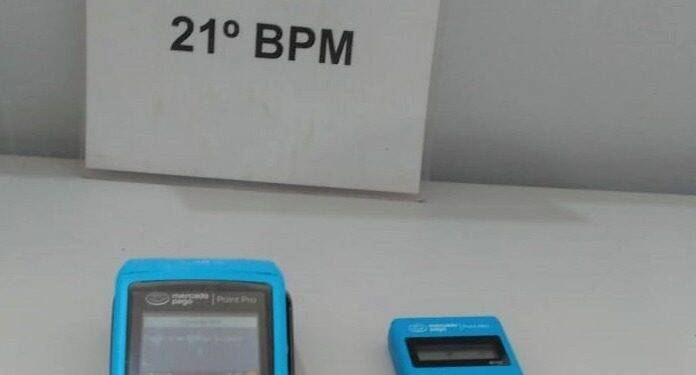 21º BPM
mercado pago | Point Pro
mercado pago